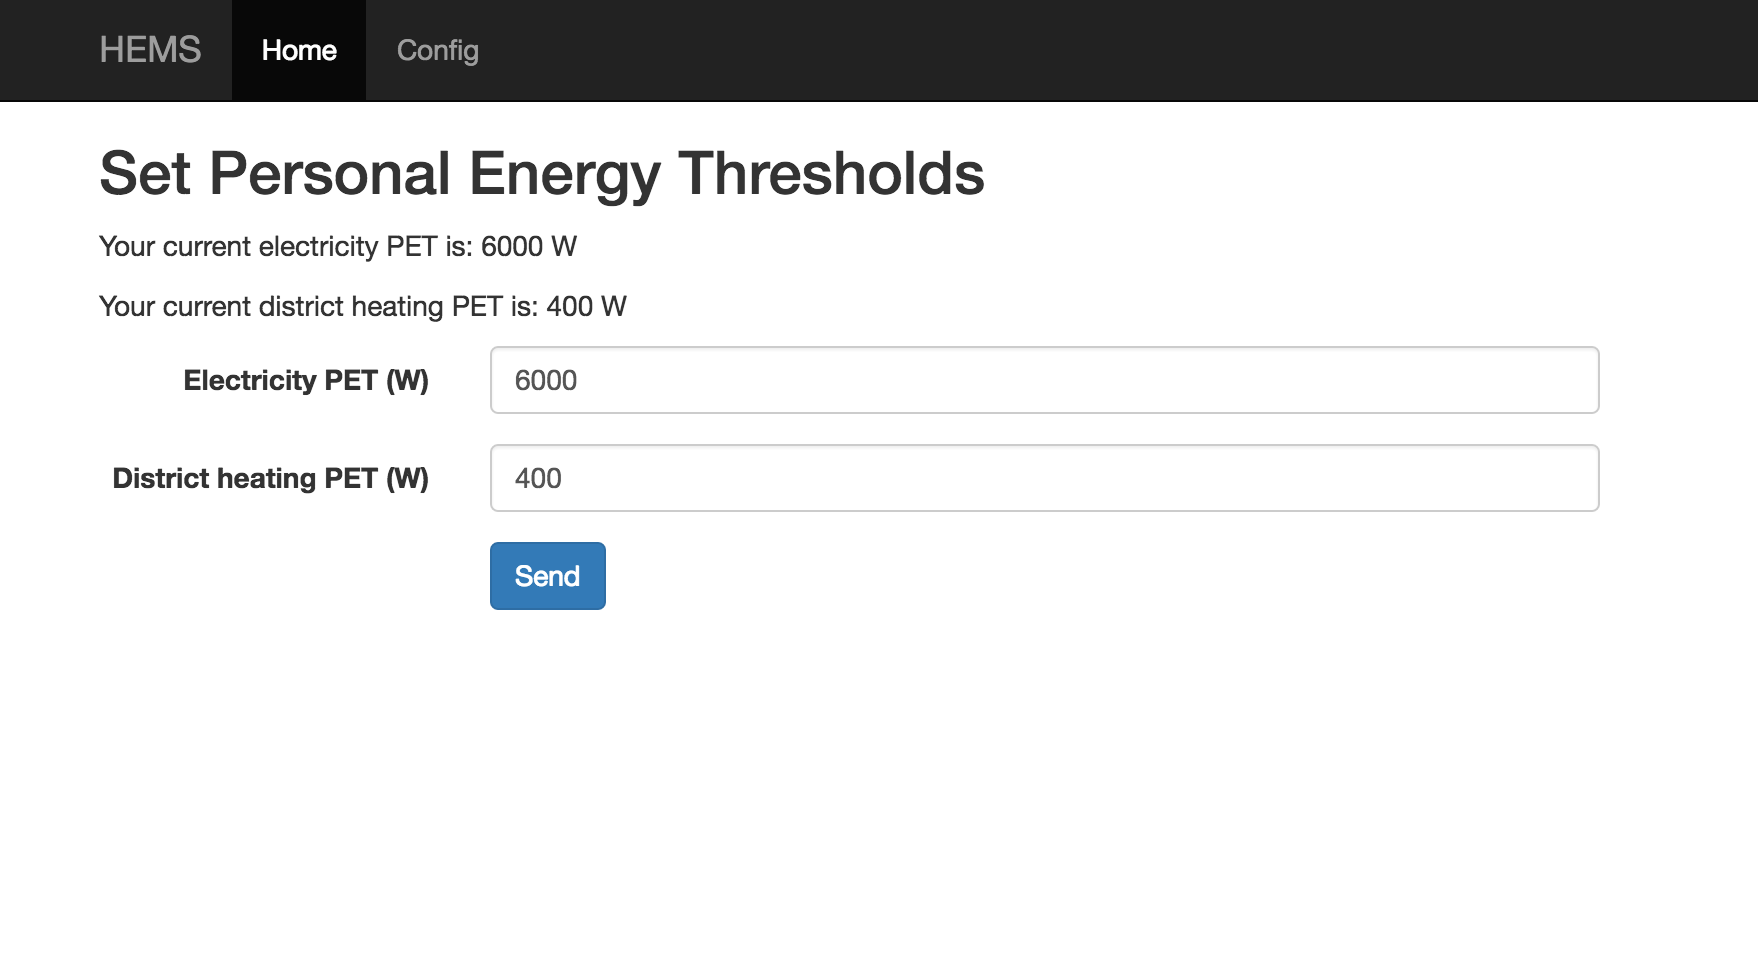 HEMS Home Config
Set Personal Energy Thresholds
Your current electricity PET is: 6000 W
Your current district heating PET is: 400 W
Electricity PET (W) 6000
District heating PET (W) 400
Send